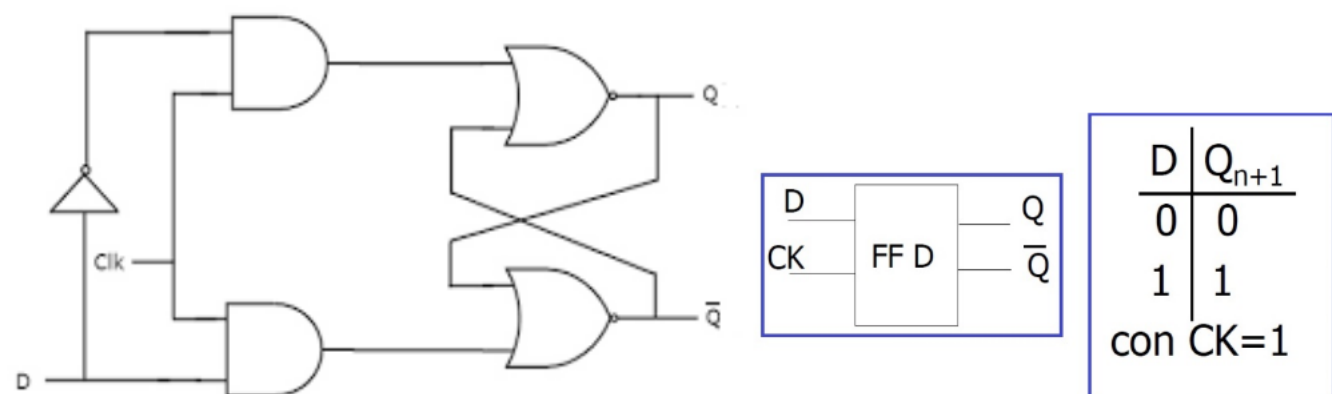 Q
Clk
Q̅
D
D
Q
CK
FF D
Q̅
D Qn+1
0 0
1 1
con CK=1